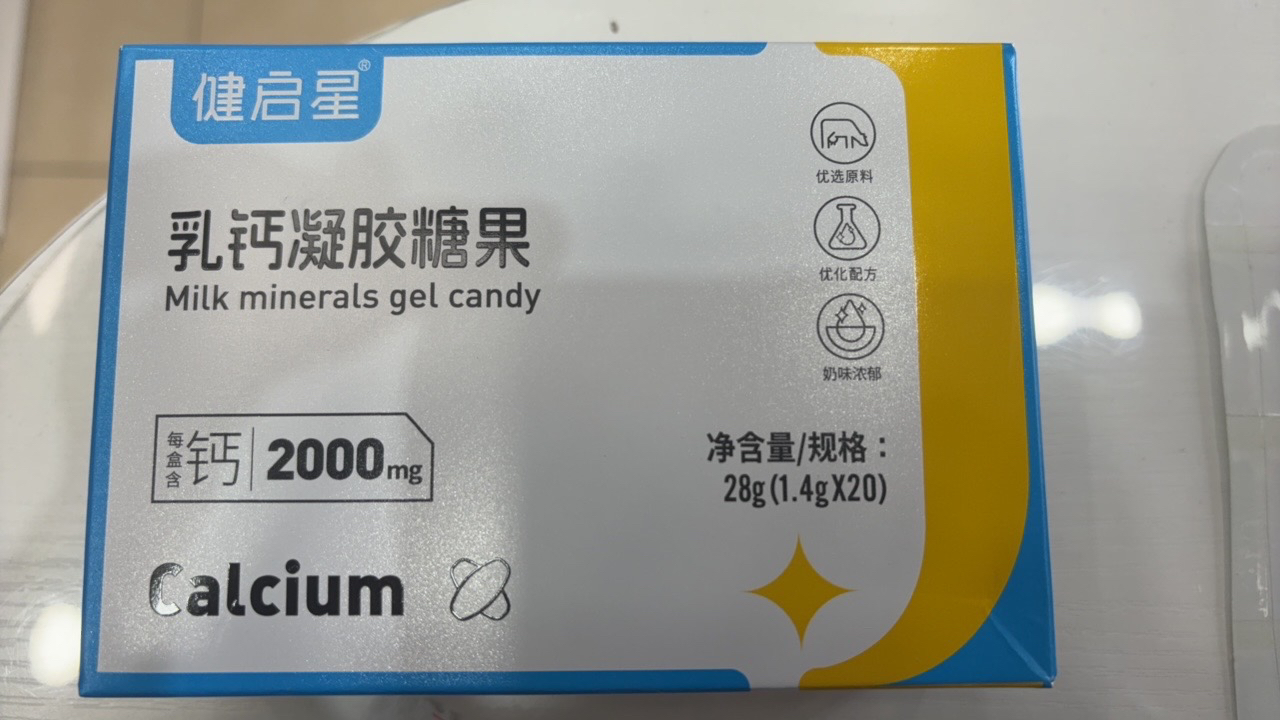 健启星®
优选原料
优化配方
奶味浓郁
乳钙凝胶糖果
Milk minerals gel candy
每盒含 钙 2000mg
净含量/规格：
28g(1.4gX20)
Calcium